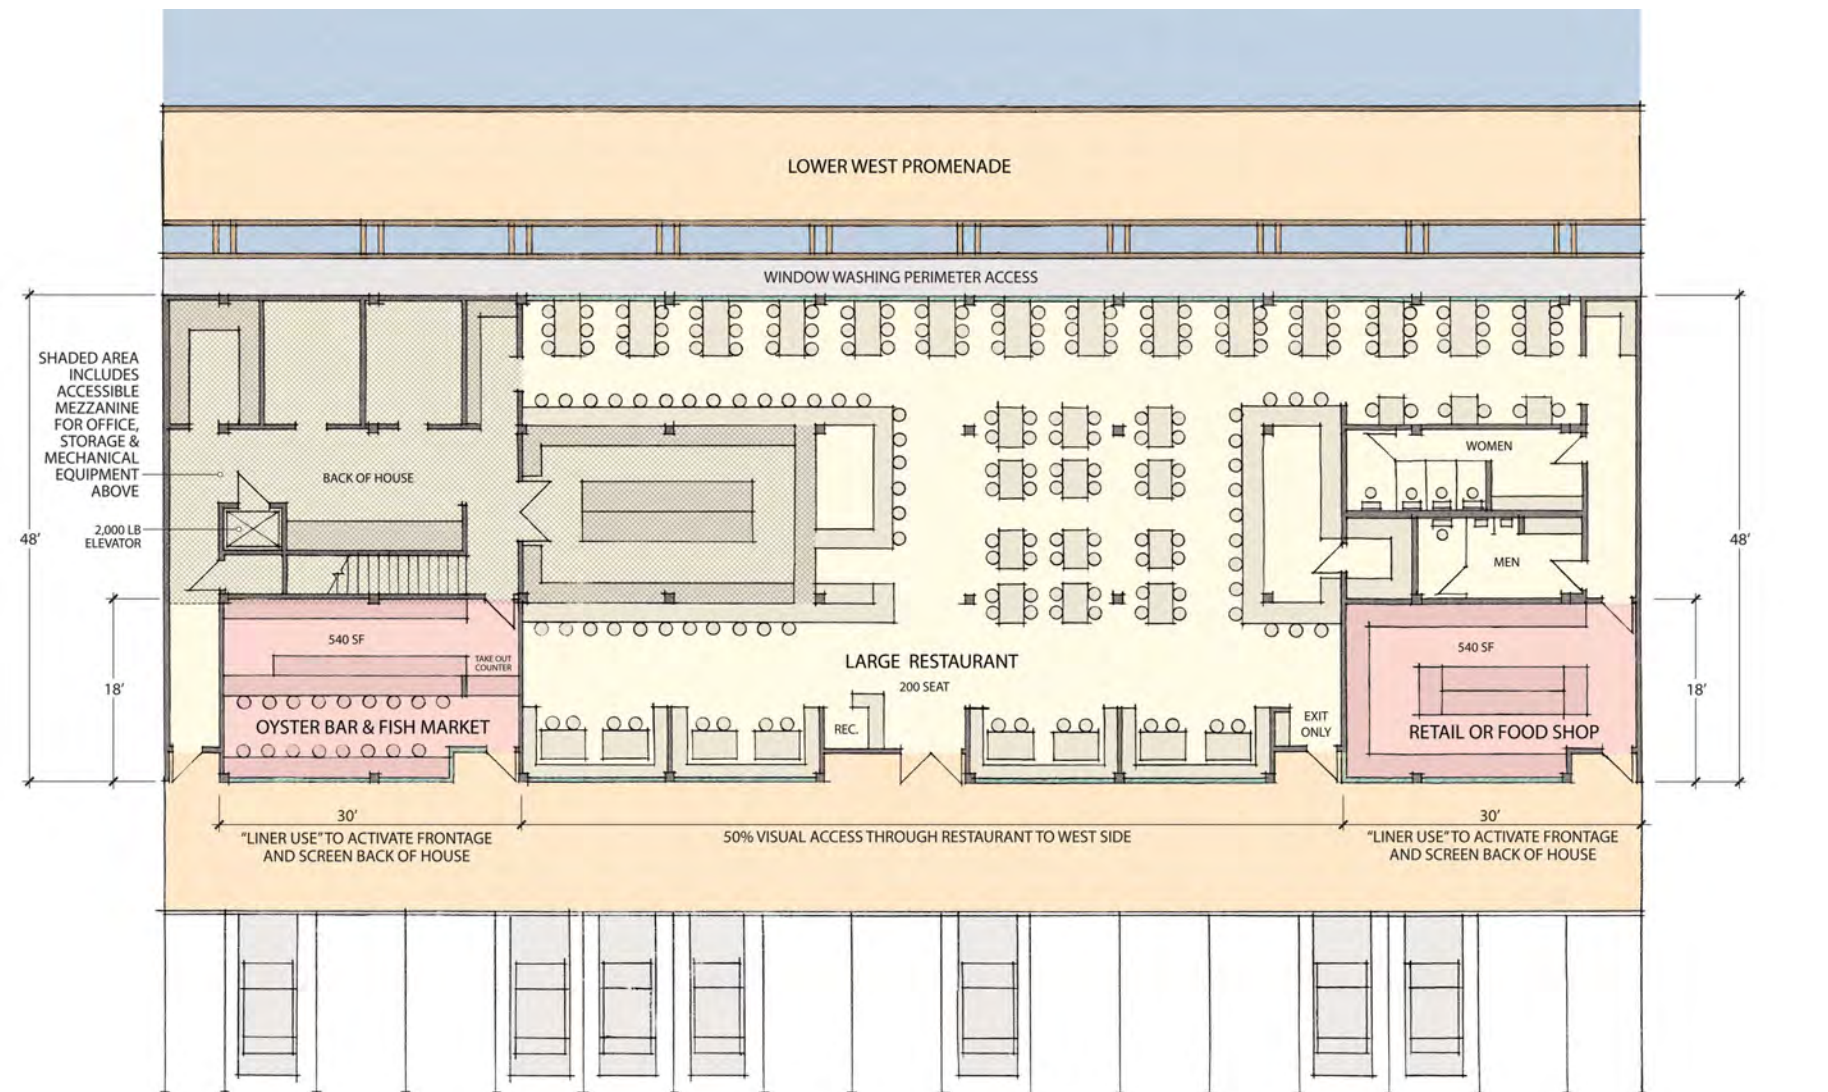 LOWER WEST PROMENADE
WINDOW WASHING PERIMETER ACCESS
SHADED AREA
INCLUDES
ACCESSIBLE
MEZZANINE
FOR OFFICE,
STORAGE &
MECHANICAL
EQUIPMENT
ABOVE
BACK OF HOUSE
WOMEN
2,000 LB
ELEVATOR
48'
48'
MEN
540 SF
TAKE OUT
COUNTER
LARGE RESTAURANT
200 SEAT
540 SF
18'
18'
OYSTER BAR & FISH MARKET
REC.
EXIT
ONLY
RETAIL OR FOOD SHOP
30'
"LINER USE" TO ACTIVATE FRONTAGE
AND SCREEN BACK OF HOUSE
50% VISUAL ACCESS THROUGH RESTAURANT TO WEST SIDE
30'
"LINER USE" TO ACTIVATE FRONTAGE
AND SCREEN BACK OF HOUSE